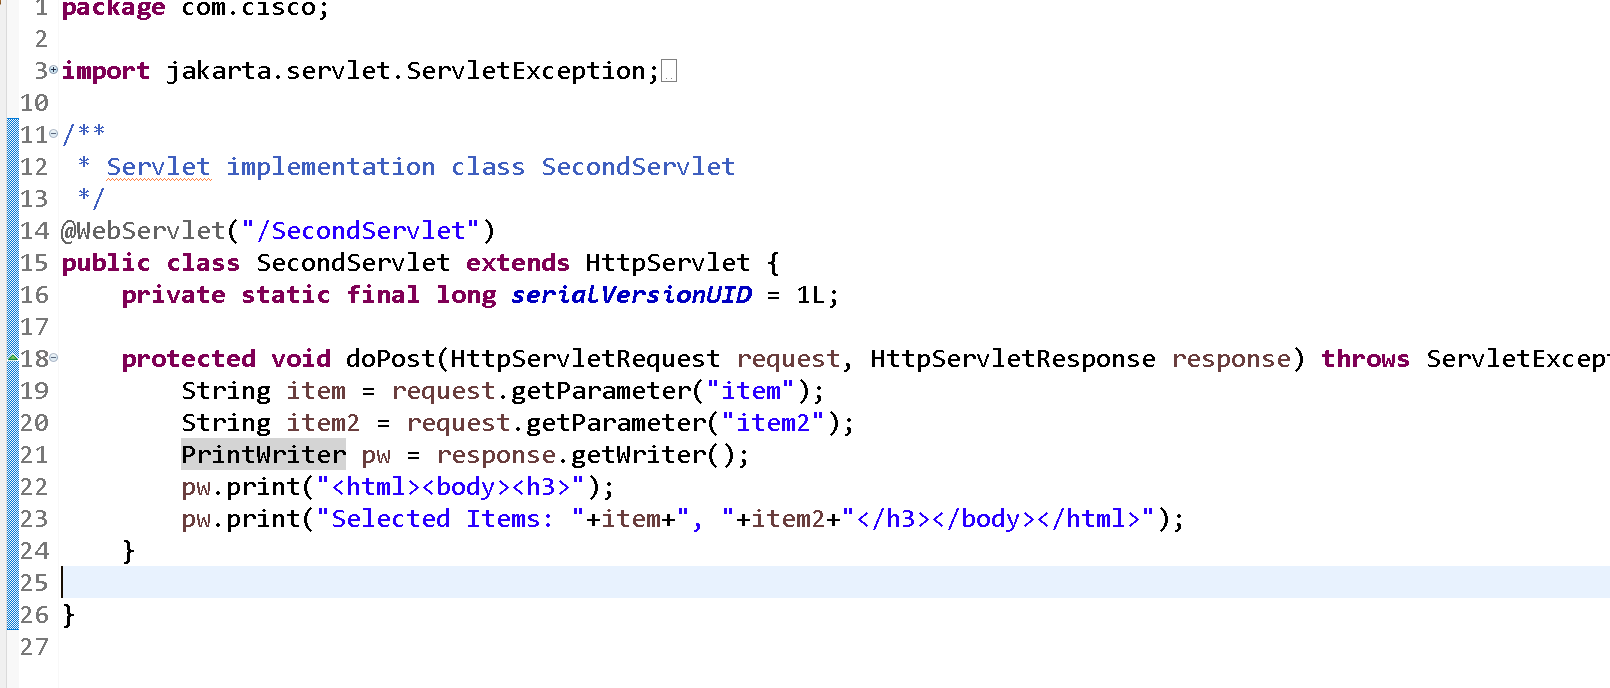 1 package com.cisco;
2
3 import jakarta.servlet.ServletException;
10
11 /**
12  * Servlet implementation class SecondServlet
13  */
14 @WebServlet("/SecondServlet")
15 public class SecondServlet extends HttpServlet {
16     private static final long serialVersionUID = 1L;
17
18     protected void doPost(HttpServletRequest request, HttpServletResponse response) throws ServletExcept
19         String item = request.getParameter("item");
20         String item2 = request.getParameter("item2");
21         PrintWriter pw = response.getWriter();
22         pw.print("<html><body><h3>");
23         pw.print("Selected Items: "+item+", "+item2+"</h3></body></html>");
24     }
25
26 }
27